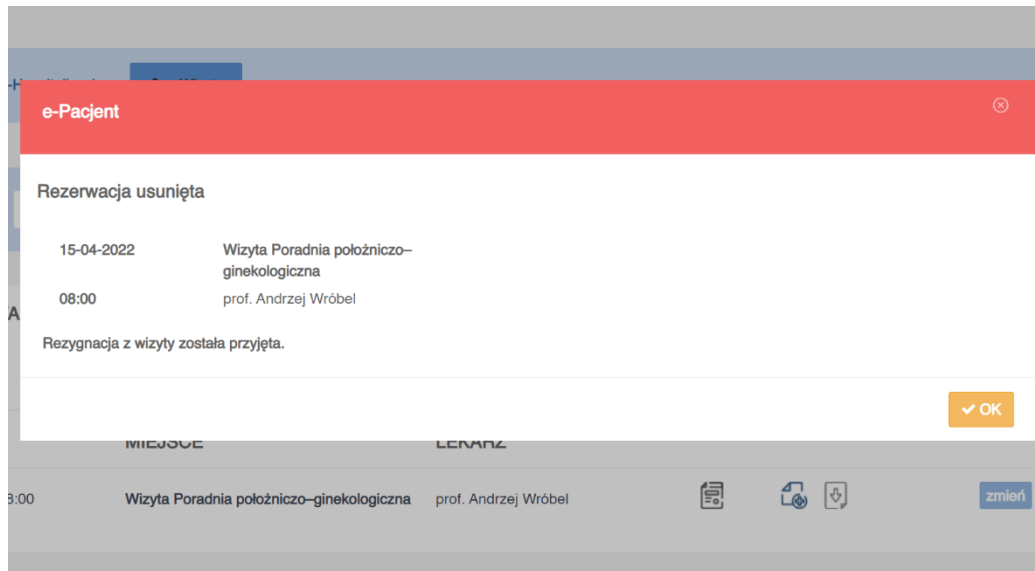 e-Pacjent
Rezerwacja usunięta
15-04-2022
Wizyta Poradnia położniczo–
ginekologiczna
08:00
prof. Andrzej Wróbel
Rezygnacja z wizyty została przyjęta.
OK
MIEJSCE
LEKARZ
8:00
Wizyta Poradnia położniczo–ginekologiczna
prof. Andrzej Wróbel
zmień